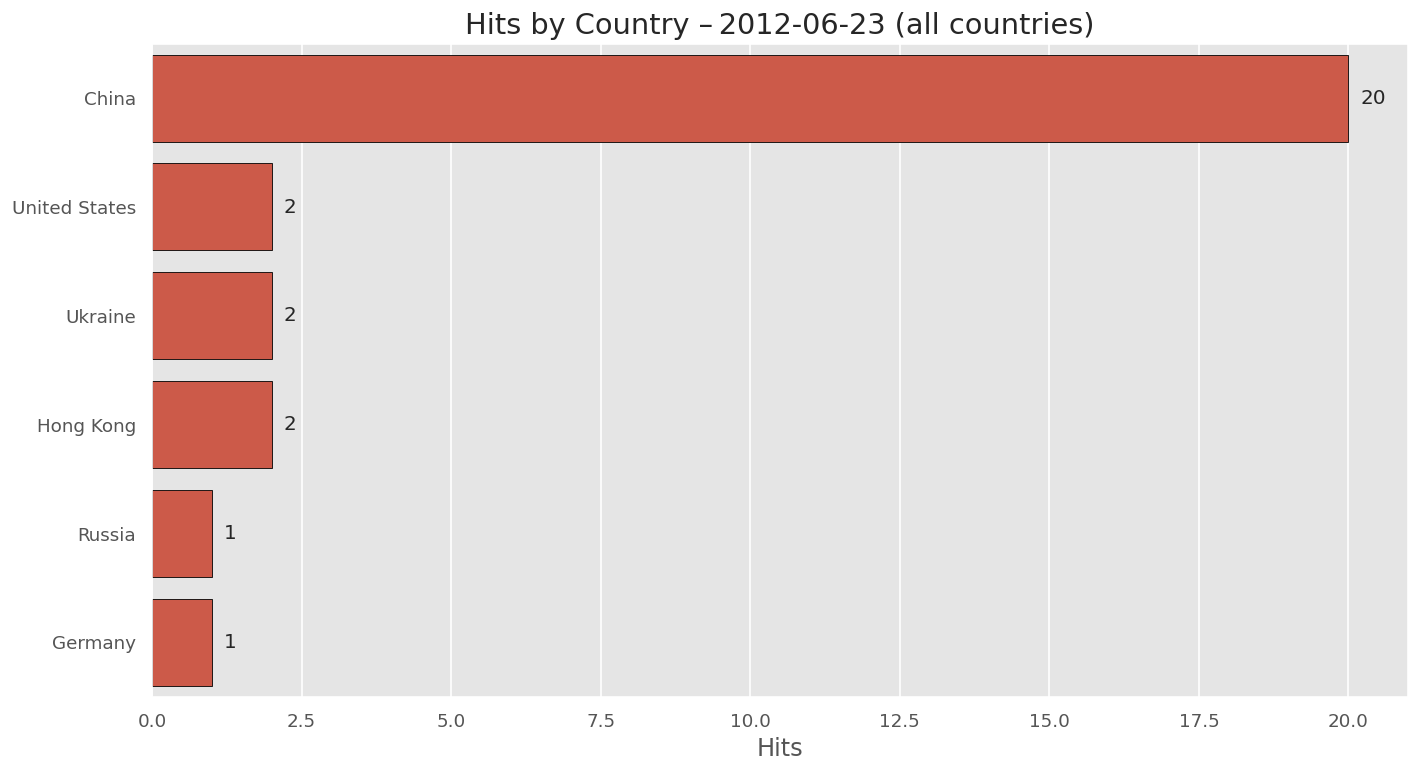 Hits by Country – 2012-06-23 (all countries)
China
20
United States
2
Ukraine
2
Hong Kong
2
Russia
1
Germany
1
0.0 2.5 5.0 7.5 10.0 12.5 15.0 17.5 20.0
Hits